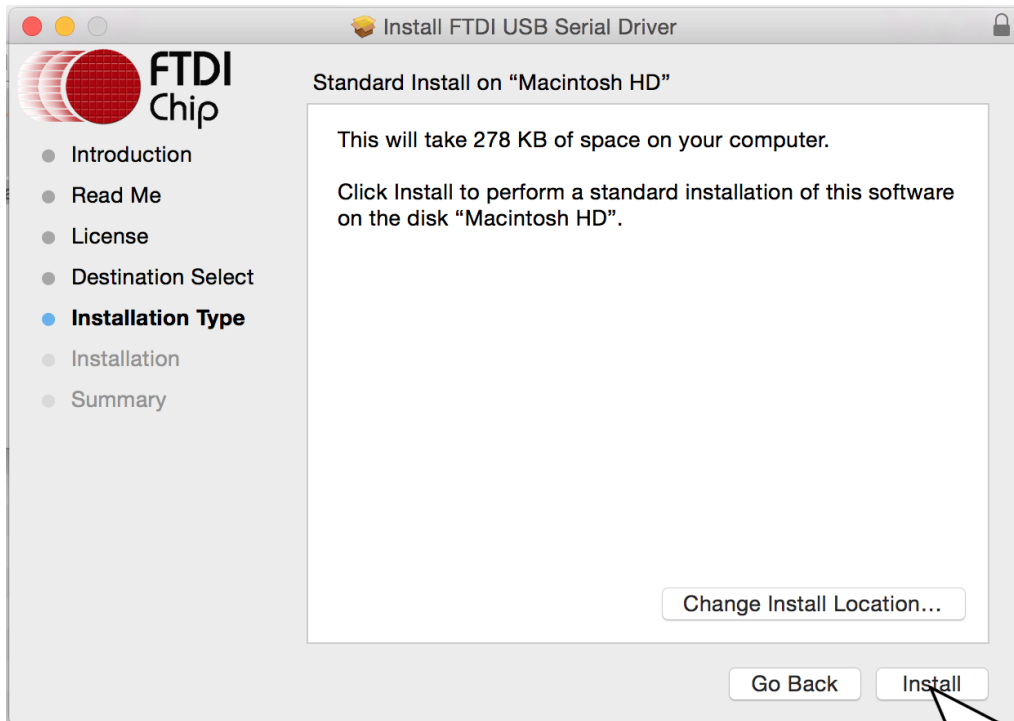 Install FTDI USB Serial Driver
FTDI
Chip
Introduction
Read Me
License
Destination Select
Installation Type
Installation
Summary
Standard Install on “Macintosh HD”
This will take 278 KB of space on your computer.
Click Install to perform a standard installation of this software
on the disk “Macintosh HD”.
Change Install Location...
Go Back
Install